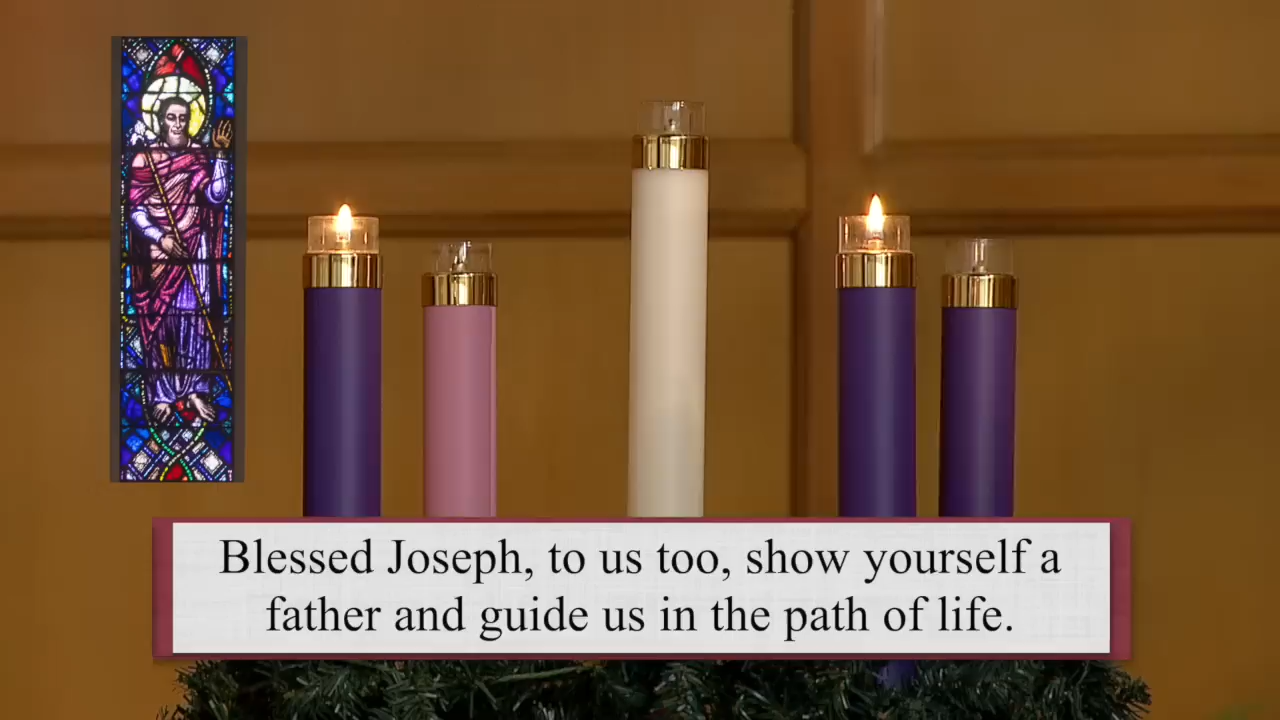 Blessed Joseph, to us too, show yourself a
father and guide us in the path of life.